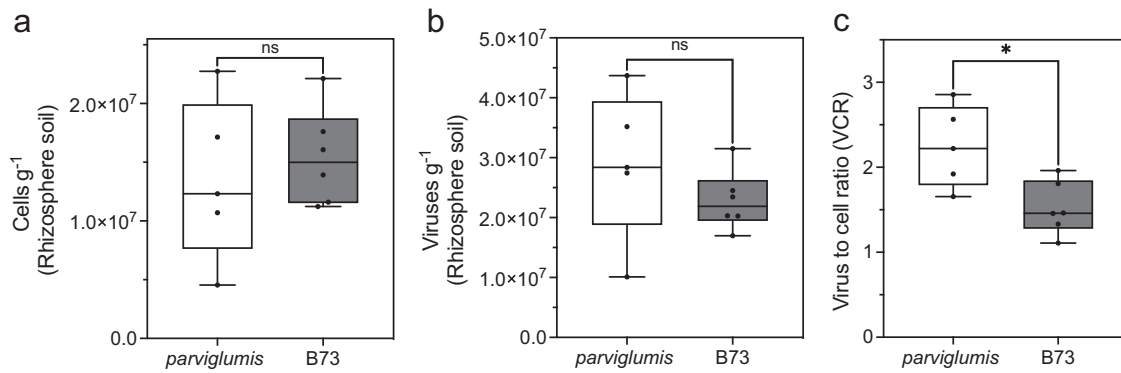 a
ns
Cells g⁻¹
(Rhizosphere soil)
2.0×10⁷
1.0×10⁷
0.0
parviglumis
B73
b
ns
Viruses g⁻¹
(Rhizosphere soil)
5.0×10⁷
4.0×10⁷
3.0×10⁷
2.0×10⁷
1.0×10⁷
0.0
parviglumis
B73
c
*
Virus to cell ratio (VCR)
3
2
1
0
parviglumis
B73